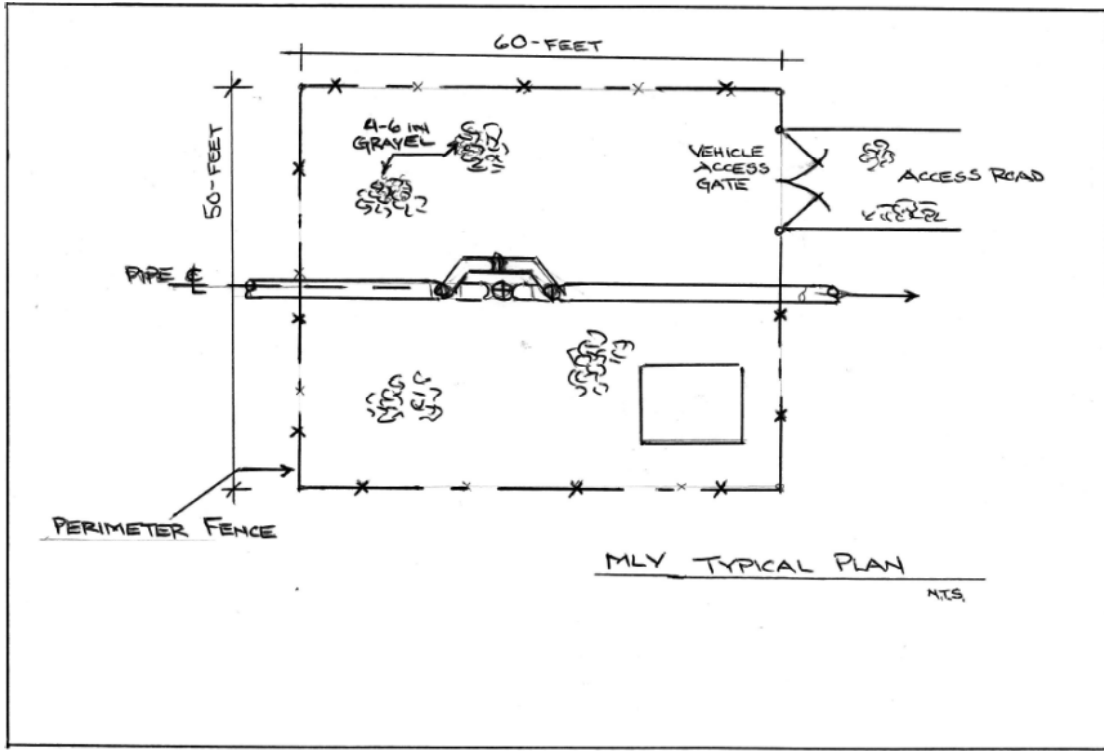 60-FEET
4-6 IN
GRAVEL
VEHICLE
ACCESS
GATE
ACCESS ROAD
50-FEET
PIPE ℄
PERIMETER FENCE
MLV TYPICAL PLAN
N.T.S.